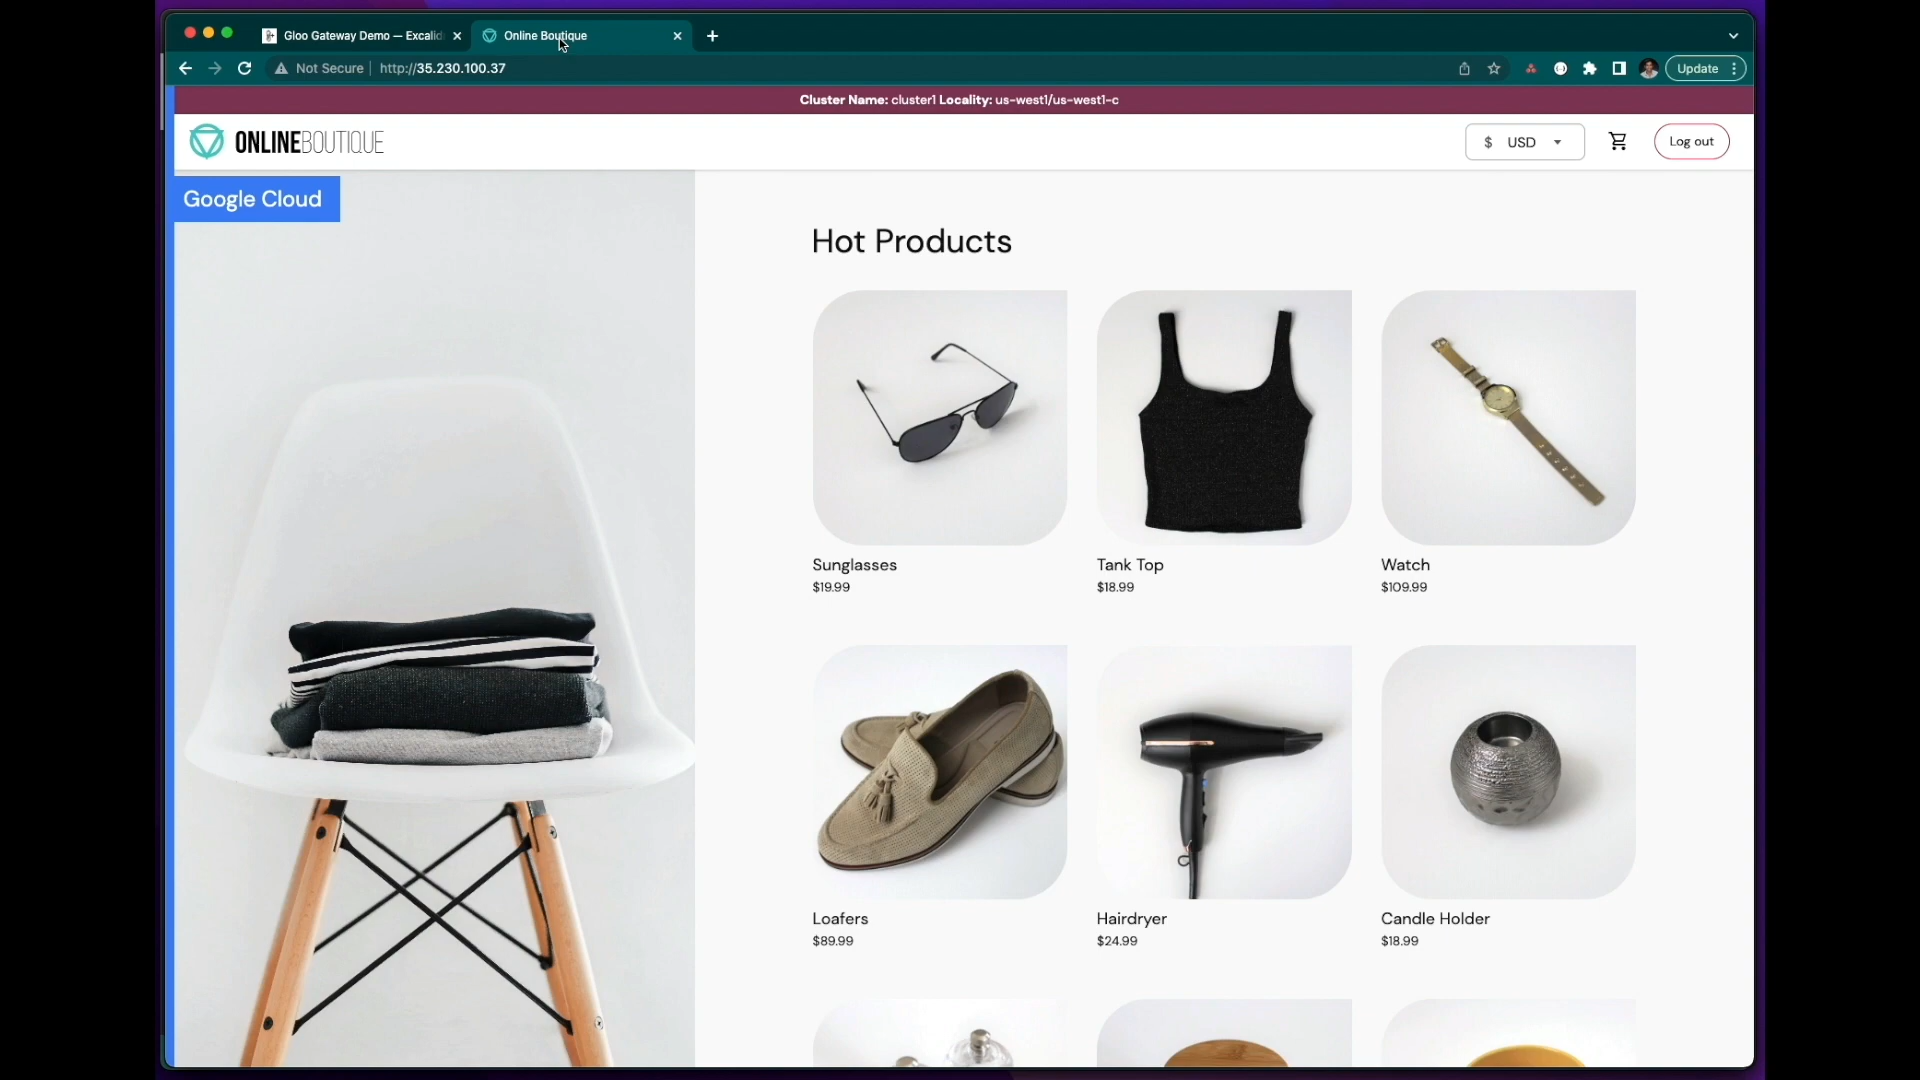 Gloo Gateway Demo — Excalid
Online Boutique
Not Secure
http://35.230.100.37
Update
Cluster Name: cluster1 Locality: us-west1/us-west1-c
ONLINEBOUTIQUE
$ USD
Log out
Google Cloud
Hot Products
Sunglasses
$19.99
Tank Top
$18.99
Watch
$109.99
Loafers
$89.99
Hairdryer
$24.99
Candle Holder
$18.99